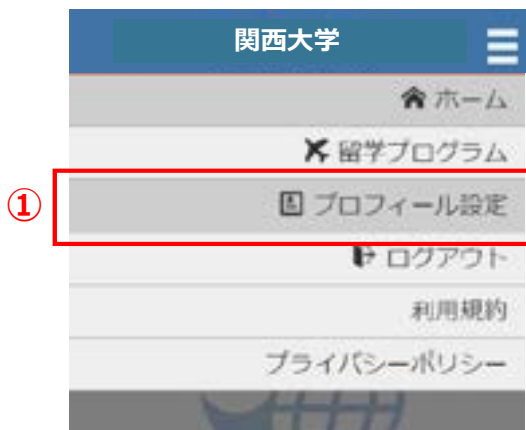 関西大学
ホーム
留学プログラム
① プロフィール設定
ログアウト
利用規約
プライバシーポリシー